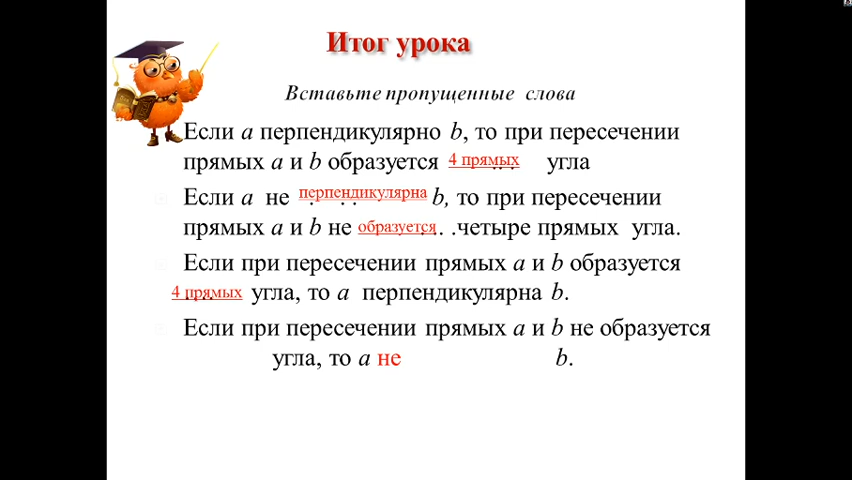 Итог урока
Вставьте пропущенные слова
Если a перпендикулярно b, то при пересечении
прямых a и b образуется 4 прямых . . угла
Если a не перпендикулярна b, то при пересечении
прямых a и b не образуется . . .четыре прямых угла.
Если при пересечении прямых a и b образуется
4 прямых угла, то a перпендикулярна b.
Если при пересечении прямых a и b не образуется
угла, то a не b.